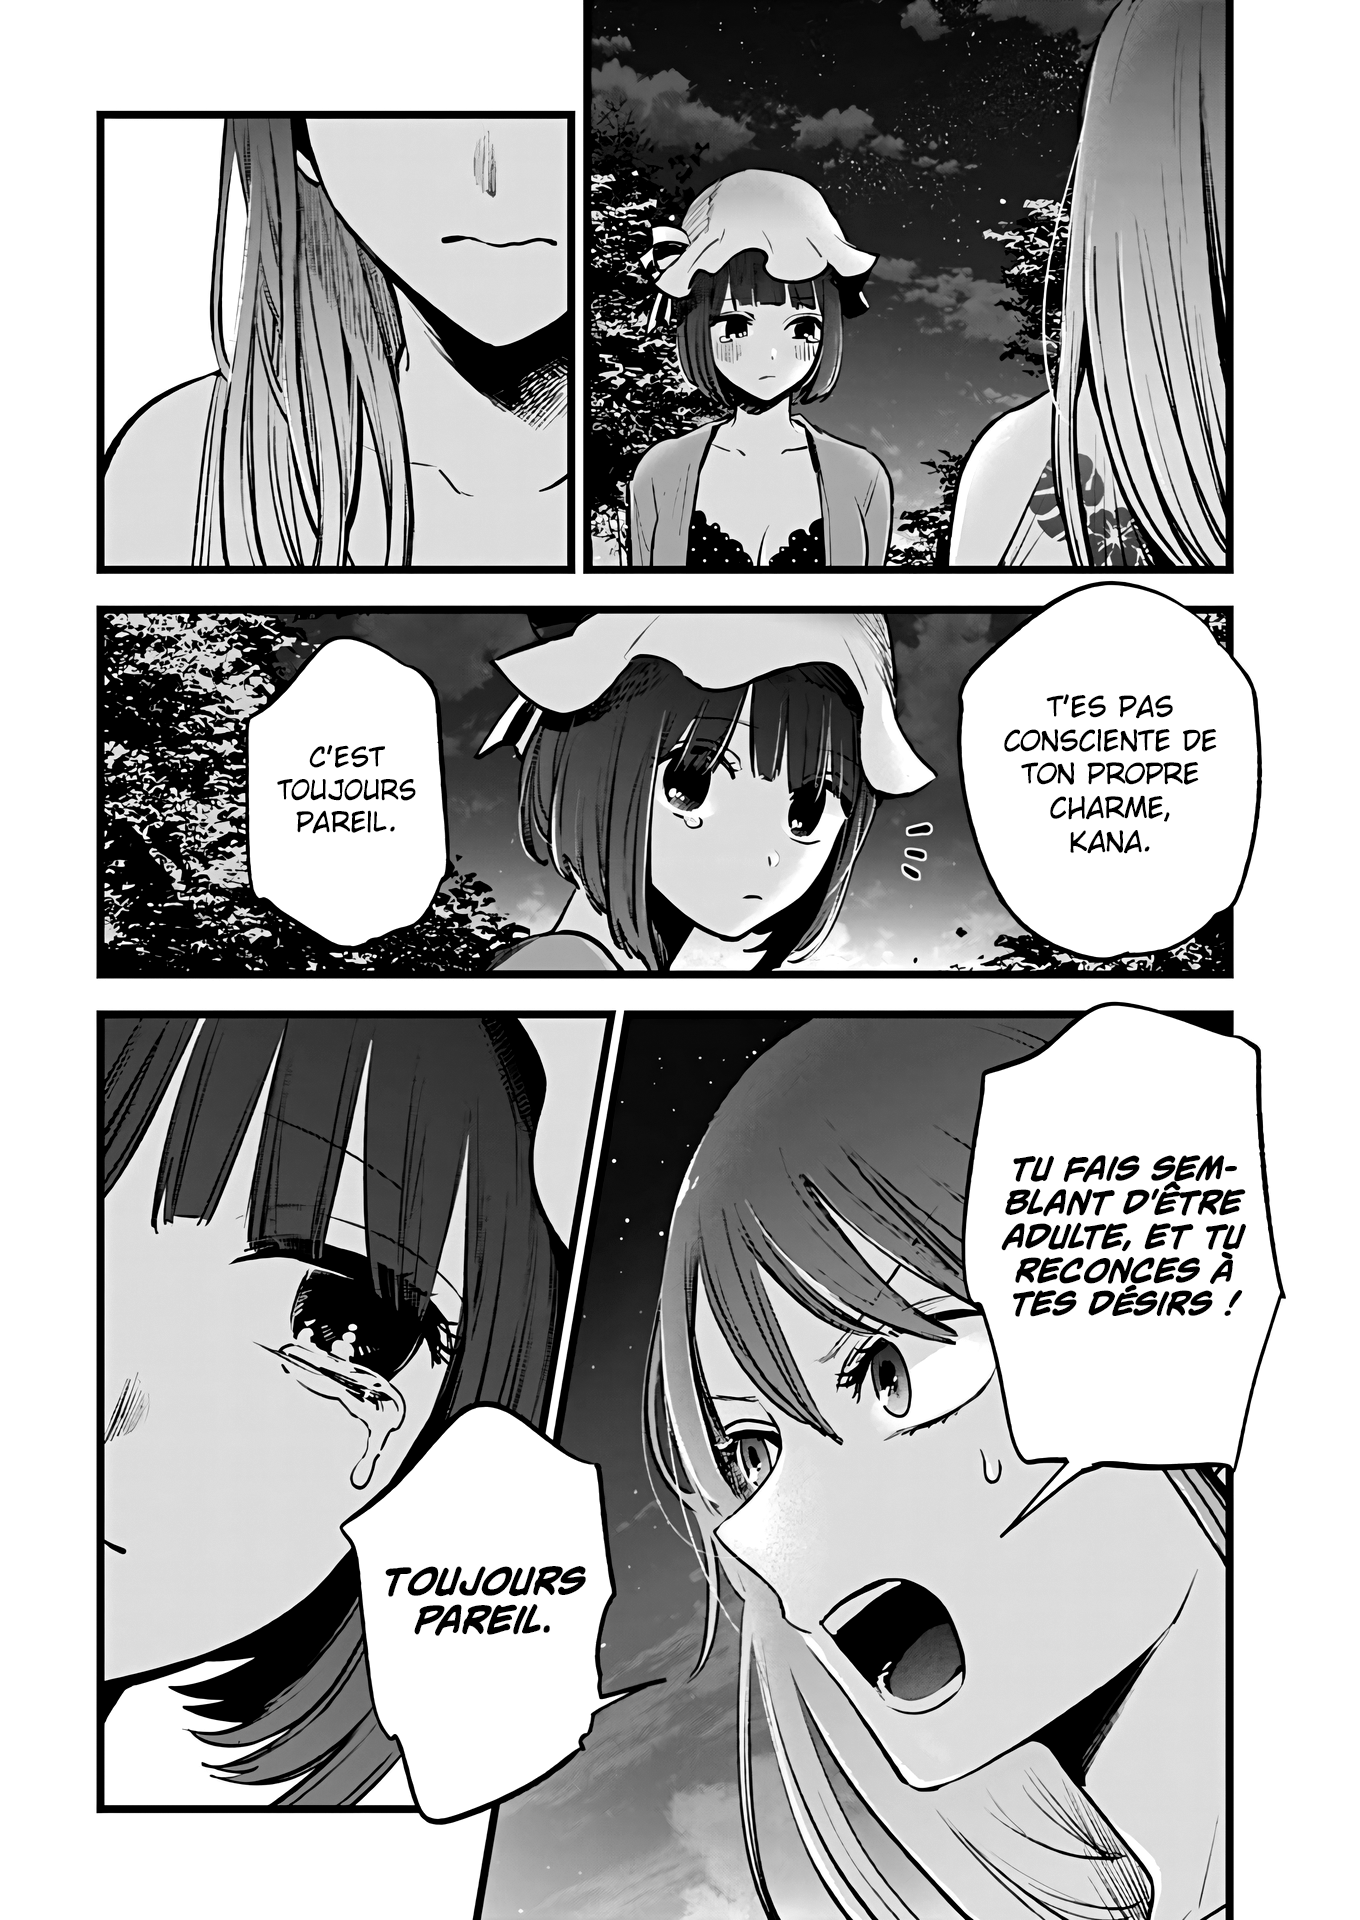 T'ES PAS
CONSCIENTE DE
TON PROPRE
CHARME,
KANA.
C'EST
TOUJOURS
PAREIL.
TU FAIS SEM-
BLANT D'ÊTRE
ADULTE, ET TU
RECONCES À
TES DÉSIRS !
TOUJOURS
PAREIL.